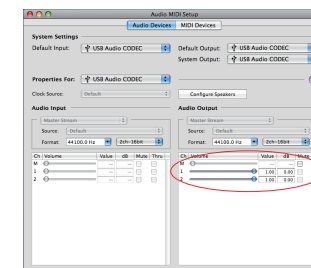 Audio MIDI Setup
Audio Devices MIDI Devices
System Settings
Default Input: USB Audio CODEC Default Output: USB Audio CODEC
System Output: USB Audio CODEC
Properties For: USB Audio CODEC
Clock Source: Default Configure Speakers
Audio Input Audio Output
Master Stream Master Stream
Source: Default Source: Default
Format: 44100.0 Hz 2ch-16bit Format: 44100.0 Hz 2ch-16bit
Ch Volume Value dB Mute Thru Ch Volume Value dB Mute
M -- -- M -- --
1 -- -- 1 1.00 0.00
2 -- -- 2 1.00 0.00